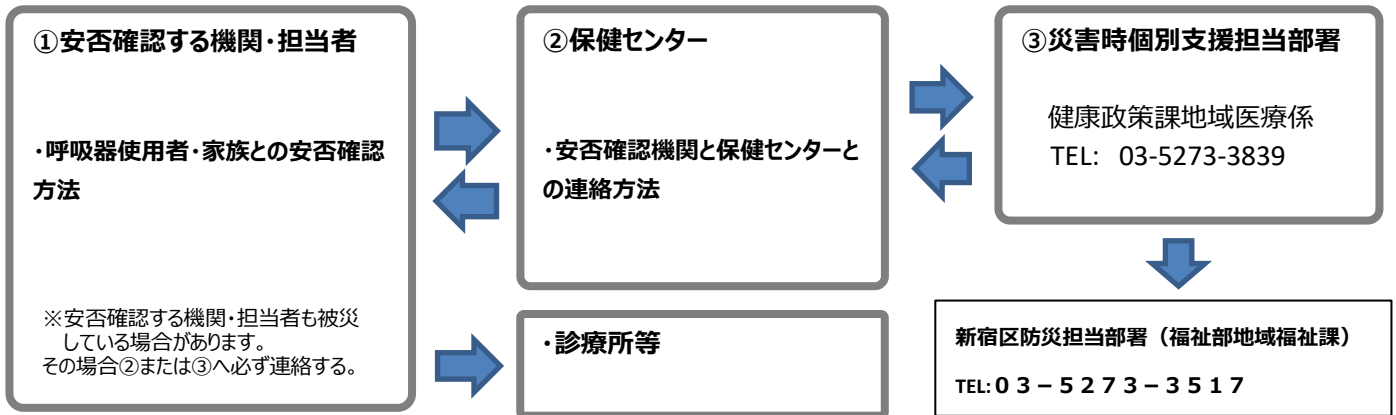 ①安否確認する機関・担当者
・呼吸器使用者・家族との安否確認
方法
※安否確認する機関・担当者も被災
している場合があります。
その場合②または③へ必ず連絡する。
②保健センター
・安否確認機関と保健センターと
の連絡方法
・診療所等
③災害時個別支援担当部署
健康政策課地域医療係
TEL: 03-5273-3839
新宿区防災担当部署（福祉部地域福祉課）
TEL:０３－５２７３－３５１７